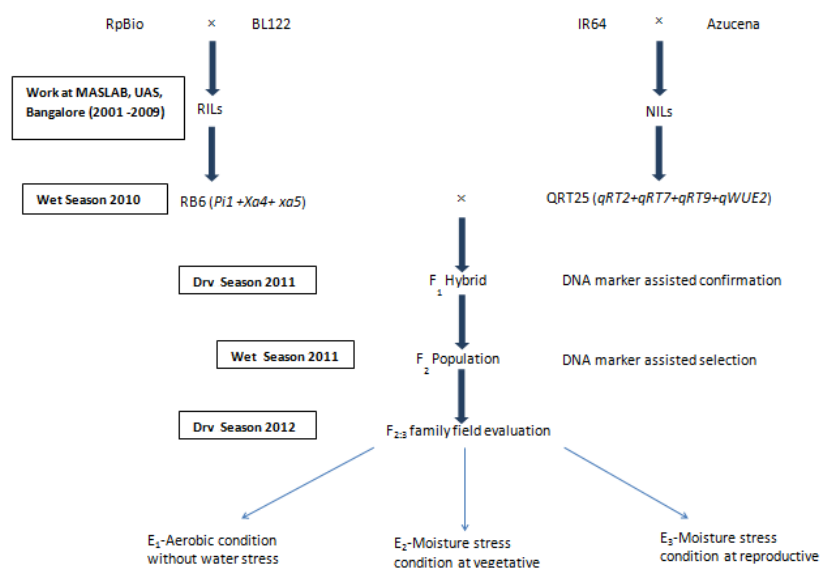 RpBio × BL122 IR64 × Azucena
Work at MASLAB, UAS,
Bangalore (2001 -2009)
RILs NILs
Wet Season 2010 RB6 (Pi1 +Xa4+ xa5) × QRT25 (qRT2+qRT7+qRT9+qWUE2)
Drv Season 2011 F1 Hybrid DNA marker assisted confirmation
Wet Season 2011 F2 Population DNA marker assisted selection
Drv Season 2012 F2:3 family field evaluation
E1-Aerobic condition
without water stress
E2-Moisture stress
condition at vegetative
E3-Moisture stress
condition at reproductive